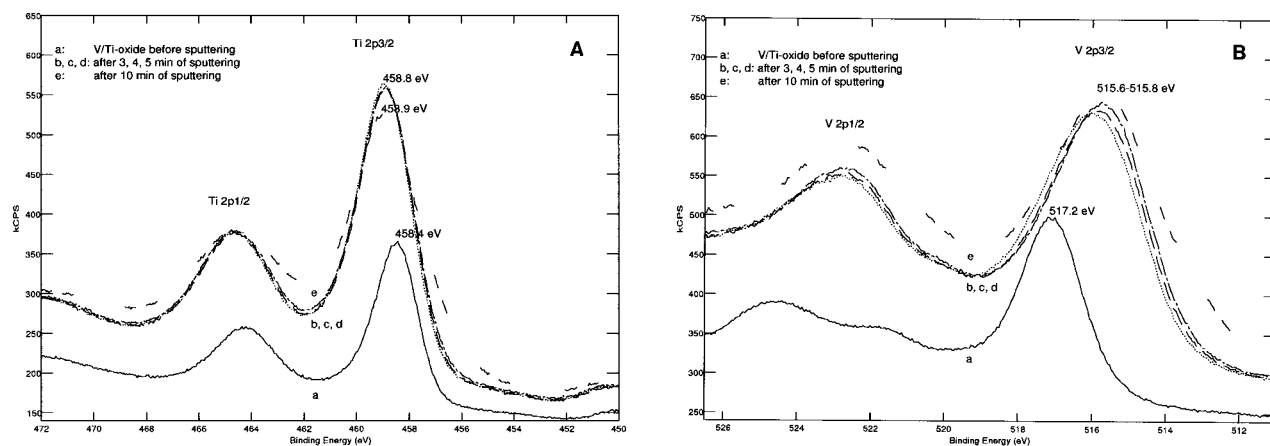 650
600
550
500
450
400
350
300
250
200
150
kCPS
a: V/Ti-oxide before sputtering
b, c, d: after 3, 4, 5 min of sputtering
e: after 10 min of sputtering
Ti 2p3/2
A
458.8 eV
458.9 eV
Ti 2p1/2
458.4 eV
e
b, c, d
a
472 470 468 466 464 462 460 458 456 454 452 450
Binding Energy (eV)
750
700
650
600
550
500
450
400
350
300
250
kCPS
a: V/Ti-oxide before sputtering
b, c, d: after 3, 4, 5 min of sputtering
e: after 10 min of sputtering
V 2p3/2
B
515.6-515.8 eV
V 2p1/2
517.2 eV
e
b, c, d
a
526 524 522 520 518 516 514 512
Binding Energy (eV)